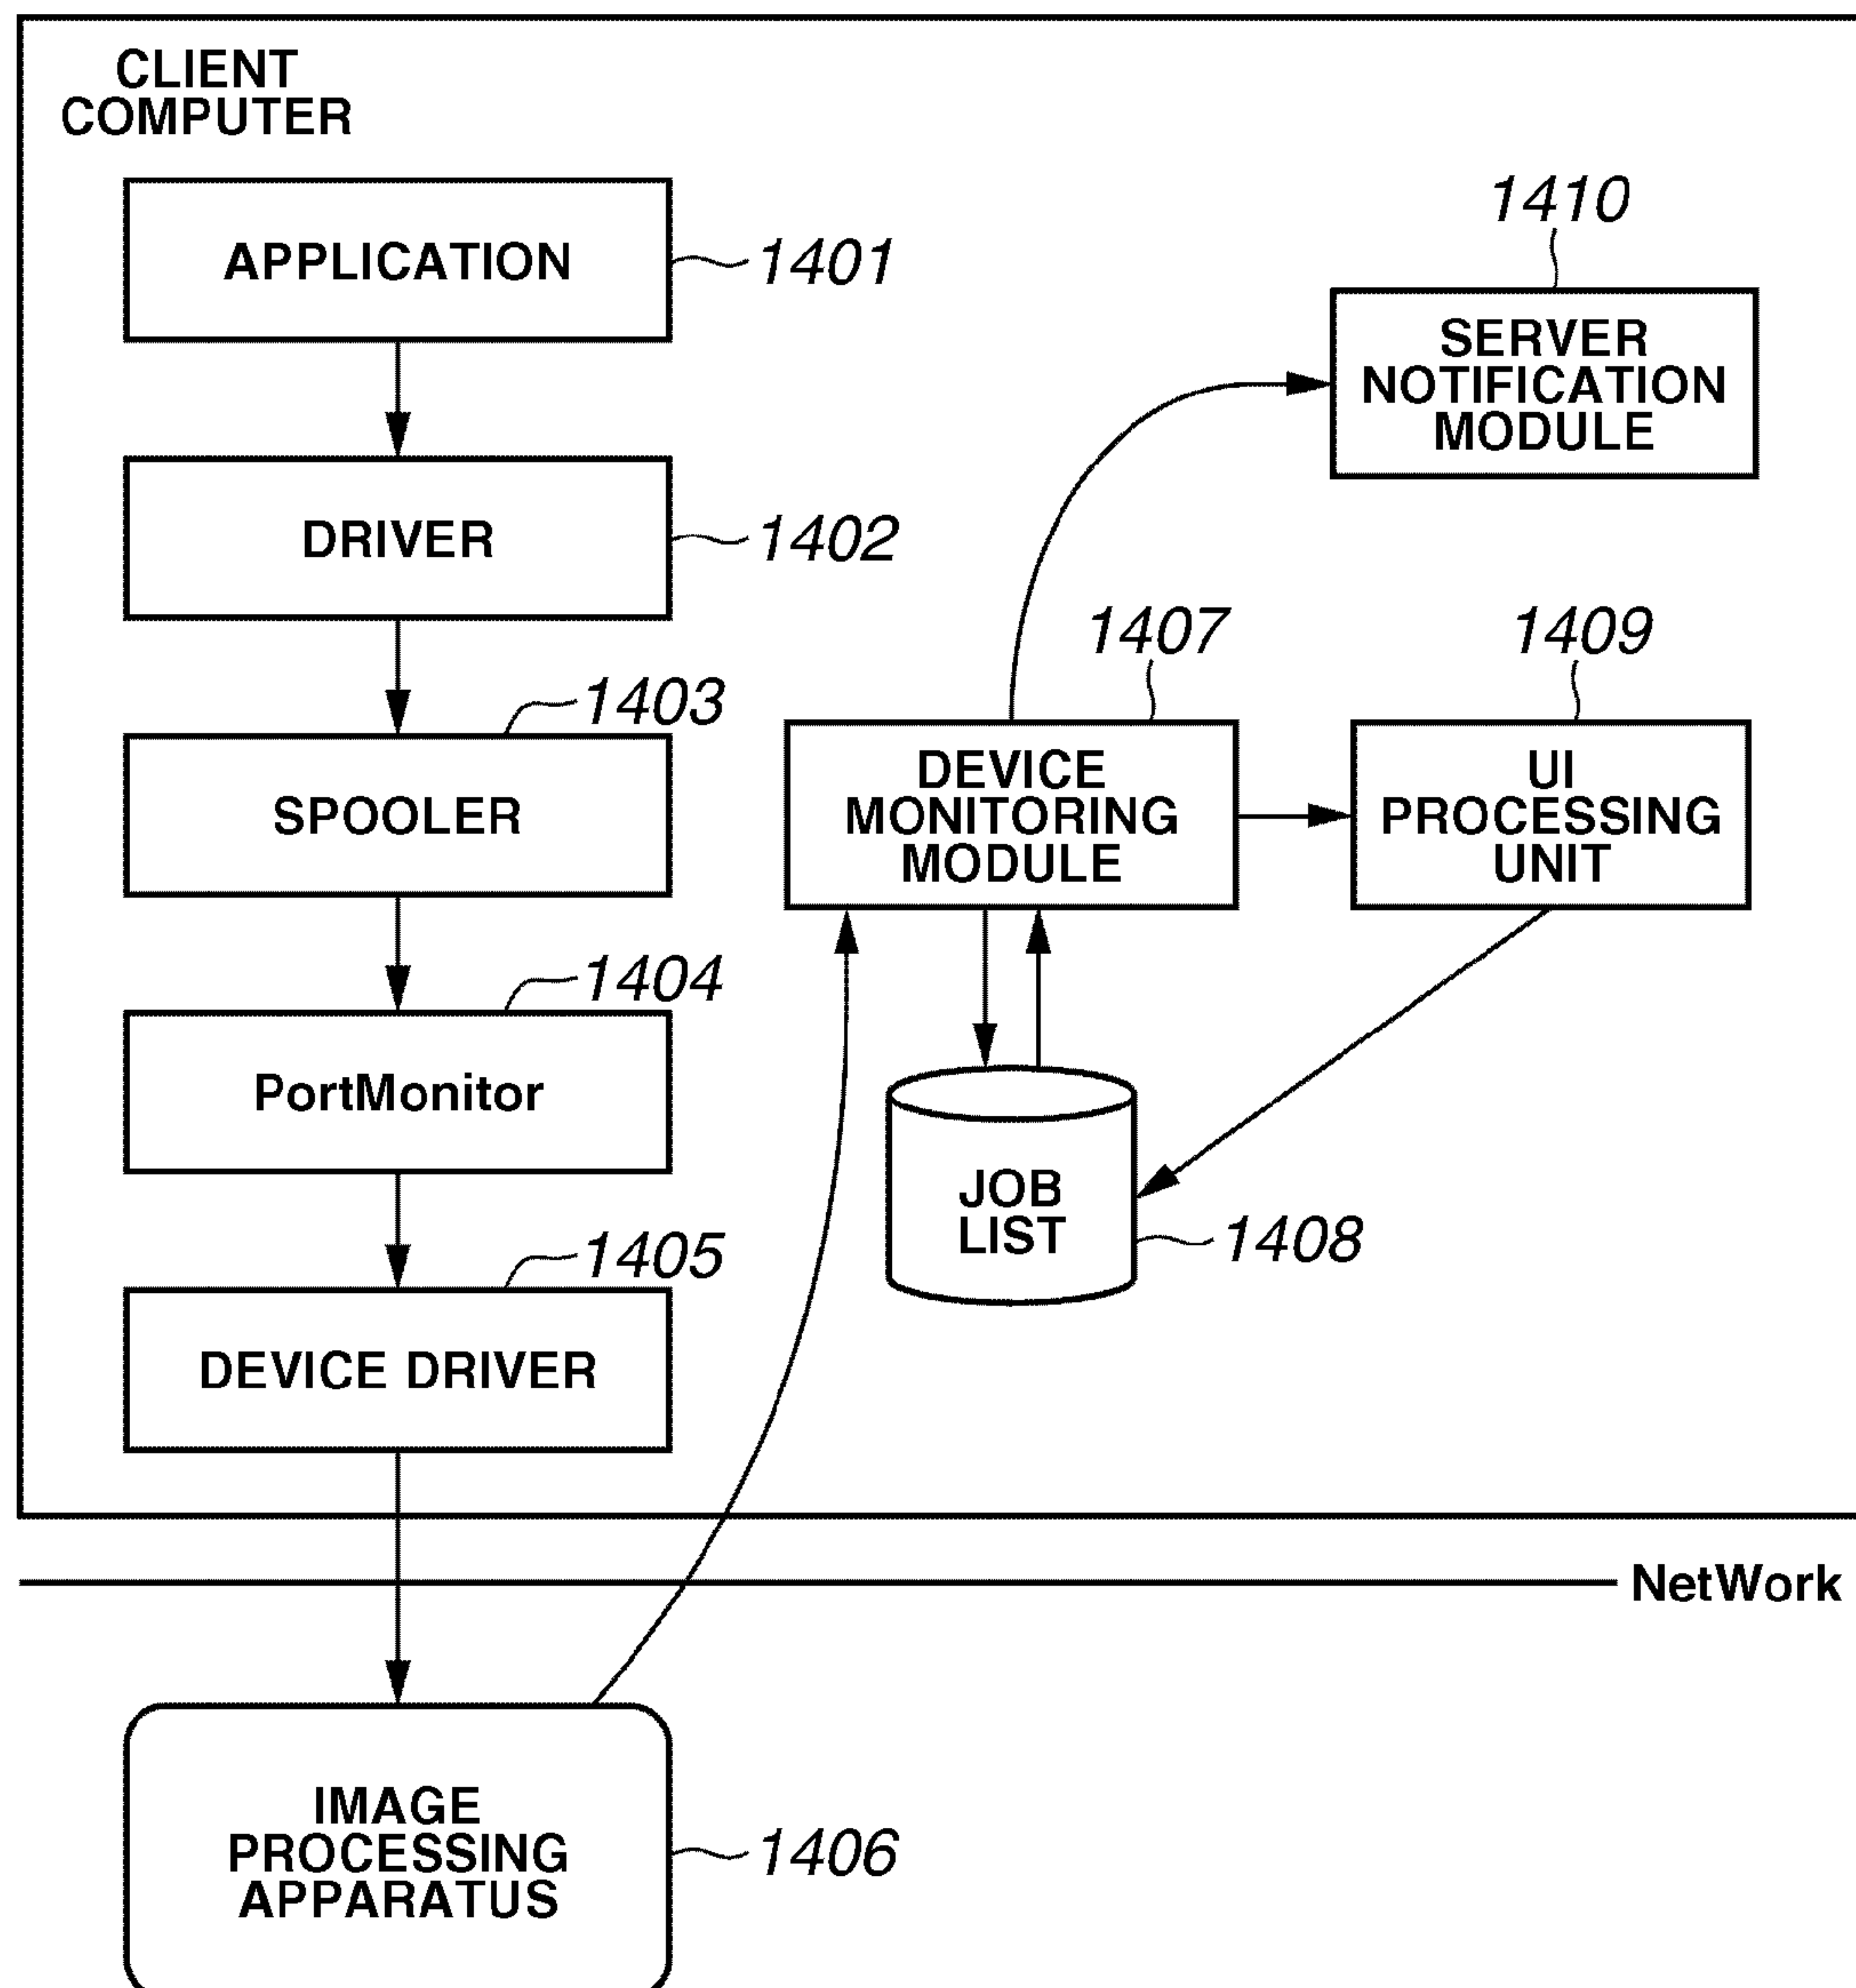 CLIENT
COMPUTER
APPLICATION
1401
DRIVER
1402
1403
SPOOLER
1404
PortMonitor
1405
DEVICE DRIVER
1410
SERVER
NOTIFICATION
MODULE
1407
DEVICE
MONITORING
MODULE
1409
UI
PROCESSING
UNIT
JOB
LIST
1408
NetWork
IMAGE
PROCESSING
APPARATUS
1406